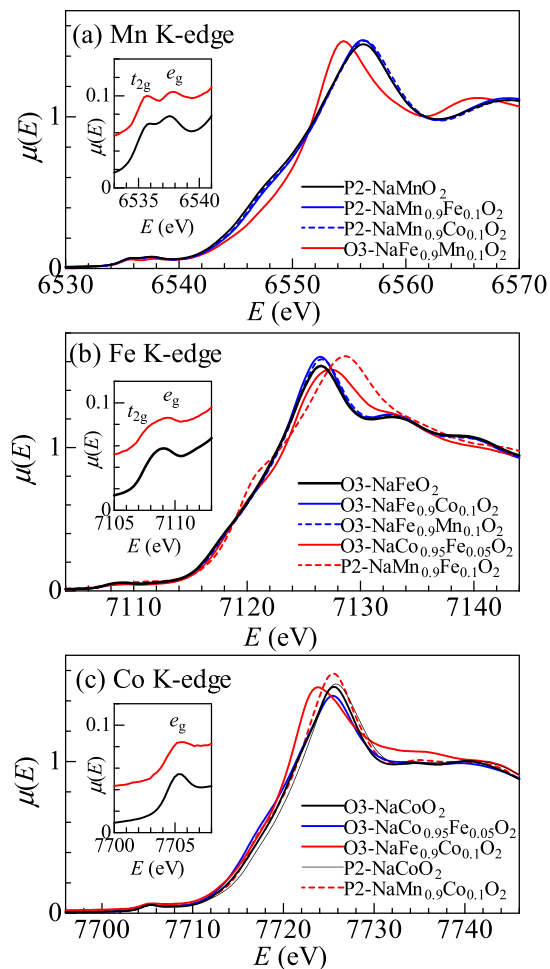 (a) Mn K-edge
t2g
eg
0.1
μ(E)
0
6535
6540
E (eV)
1
μ(E)
0
P2-NaMnO2
P2-NaMn0.9Fe0.1O2
P2-NaMn0.9Co0.1O2
O3-NaFe0.9Mn0.1O2
6530
6540
6550
6560
6570
E (eV)
(b) Fe K-edge
t2g
eg
0.1
μ(E)
0
7105
7110
E (eV)
1
μ(E)
0
O3-NaFeO2
O3-NaFe0.9Co0.1O2
O3-NaFe0.9Mn0.1O2
O3-NaCo0.95Fe0.05O2
P2-NaMn0.9Fe0.1O2
7110
7120
7130
7140
E (eV)
(c) Co K-edge
eg
0.1
μ(E)
0
7700
7705
E (eV)
1
μ(E)
0
O3-NaCoO2
O3-NaCo0.95Fe0.05O2
O3-NaFe0.9Co0.1O2
P2-NaCoO2
P2-NaMn0.9Co0.1O2
7700
7710
7720
7730
7740
E (eV)